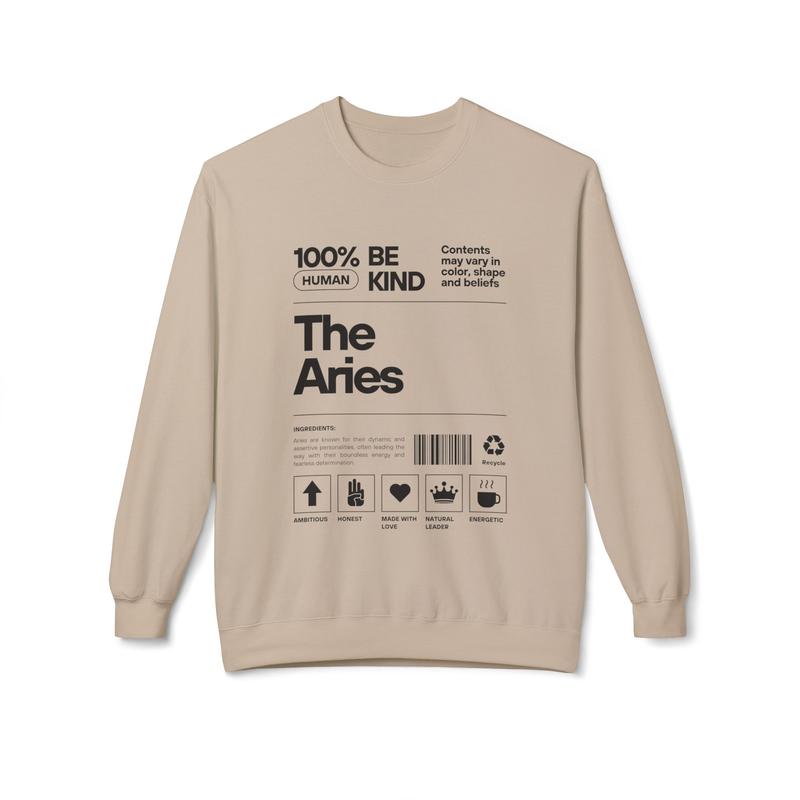 100% BE
HUMAN KIND
Contents
may vary in
color, shape
and beliefs
The
Aries
INGREDIENTS:
Aries are known for their dynamic and
assertive personalities, often leading the
way with their boundless energy and
fearless determination.
Recycle
AMBITIOUS
HONEST
MADE WITH
LOVE
NATURAL
LEADER
ENERGETIC